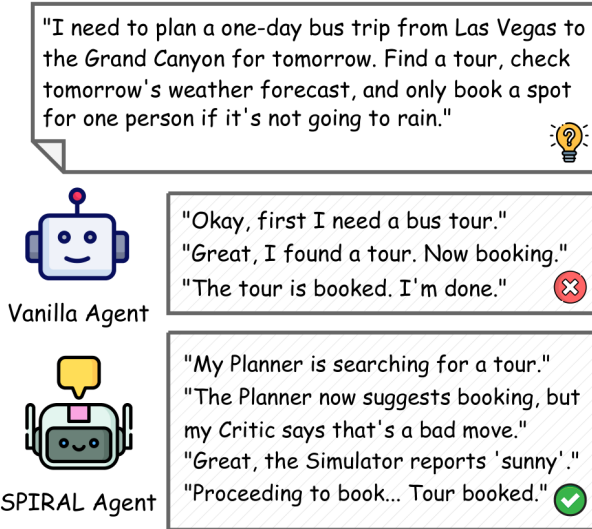 "I need to plan a one-day bus trip from Las Vegas to
the Grand Canyon for tomorrow. Find a tour, check
tomorrow's weather forecast, and only book a spot
for one person if it's not going to rain."
"Okay, first I need a bus tour."
"Great, I found a tour. Now booking."
"The tour is booked. I'm done."
Vanilla Agent
"My Planner is searching for a tour."
"The Planner now suggests booking, but
my Critic says that's a bad move."
"Great, the Simulator reports 'sunny'."
"Proceeding to book... Tour booked."
SPIRAL Agent